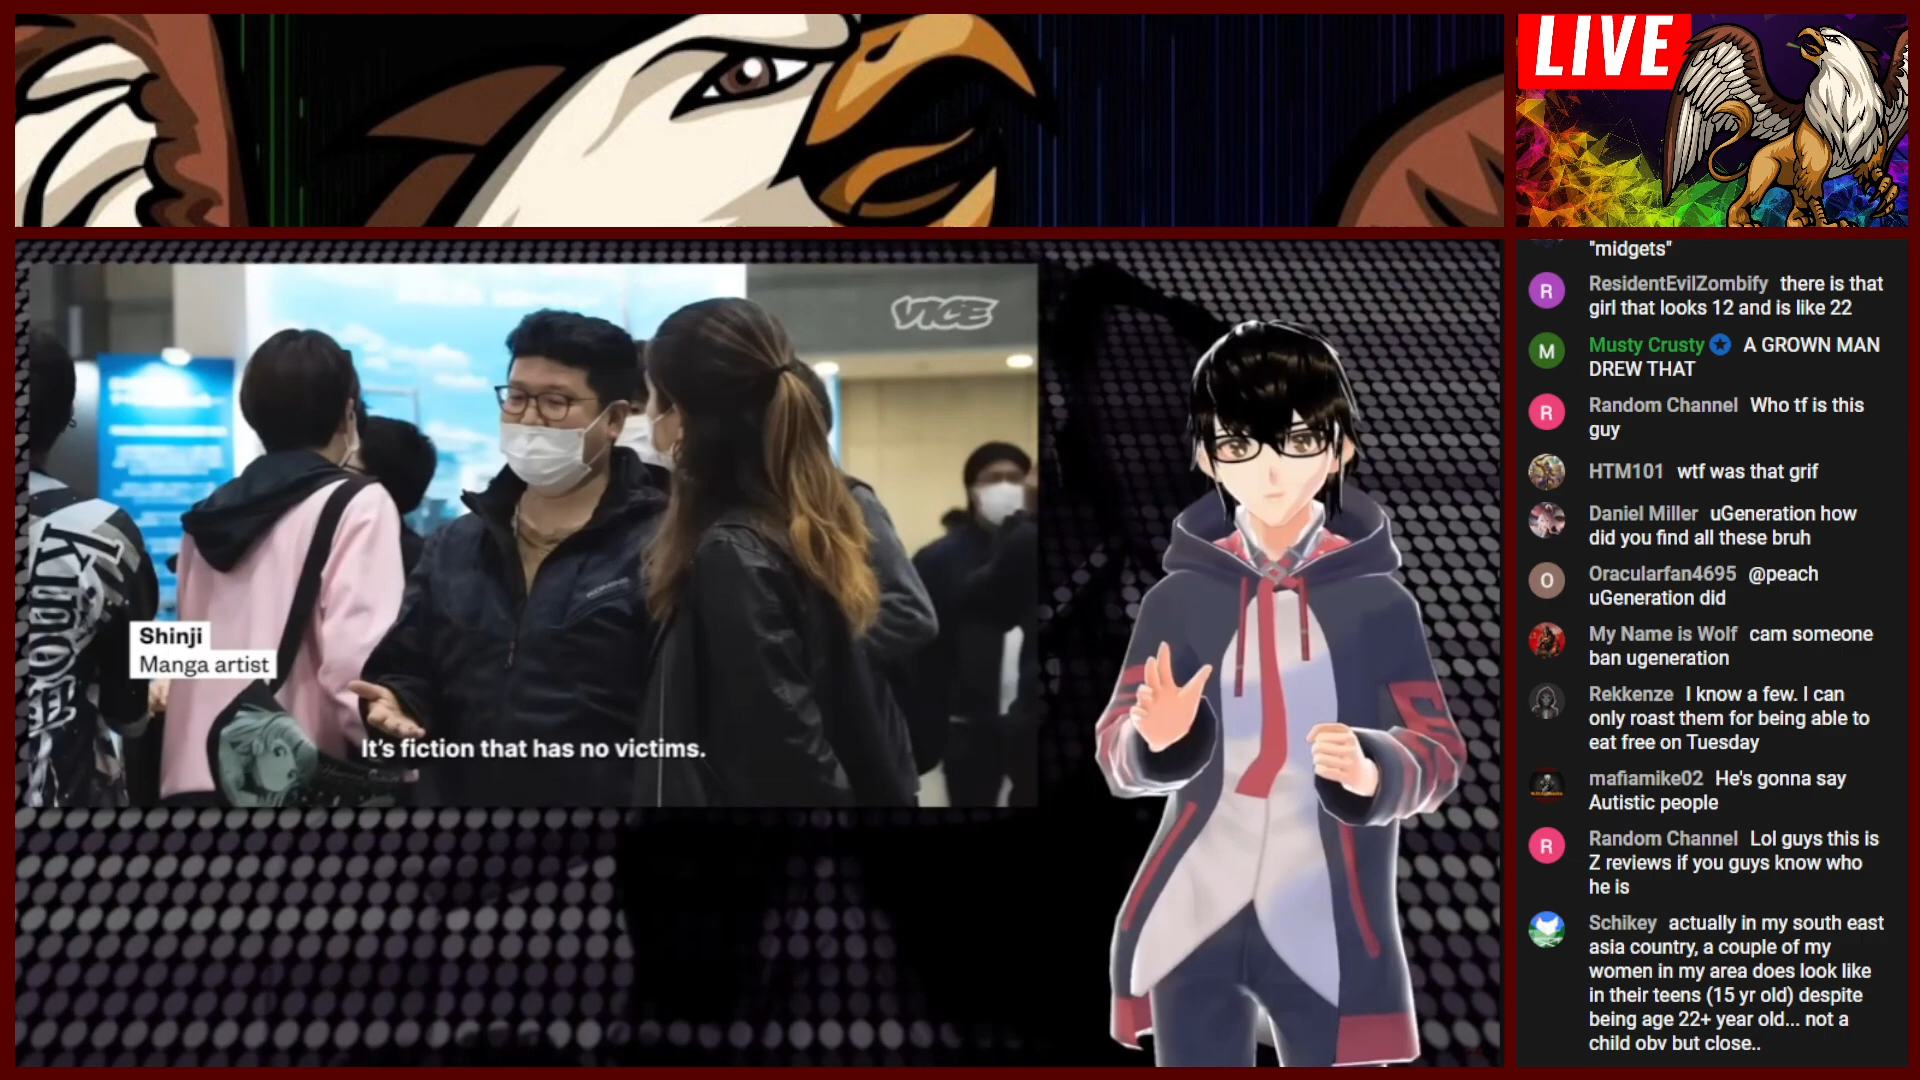 LIVE
VICE
Shinji
Manga artist
It's fiction that has no victims.
"midgets"
R
ResidentEvilZombify there is that
girl that looks 12 and is like 22
M
Musty Crusty A GROWN MAN
DREW THAT
R
Random Channel Who tf is this
guy
HTM101 wtf was that grif
Daniel Miller uGeneration how
did you find all these bruh
O
Oracularfan4695 @peach
uGeneration did
My Name is Wolf cam someone
ban ugeneration
Rekkenze I know a few. I can
only roast them for being able to
eat free on Tuesday
mafiamike02 He's gonna say
Autistic people
R
Random Channel Lol guys this is
Z reviews if you guys know who
he is
Schikey actually in my south east
asia country, a couple of my
women in my area does look like
in their teens (15 yr old) despite
being age 22+ year old... not a
child obv but close..